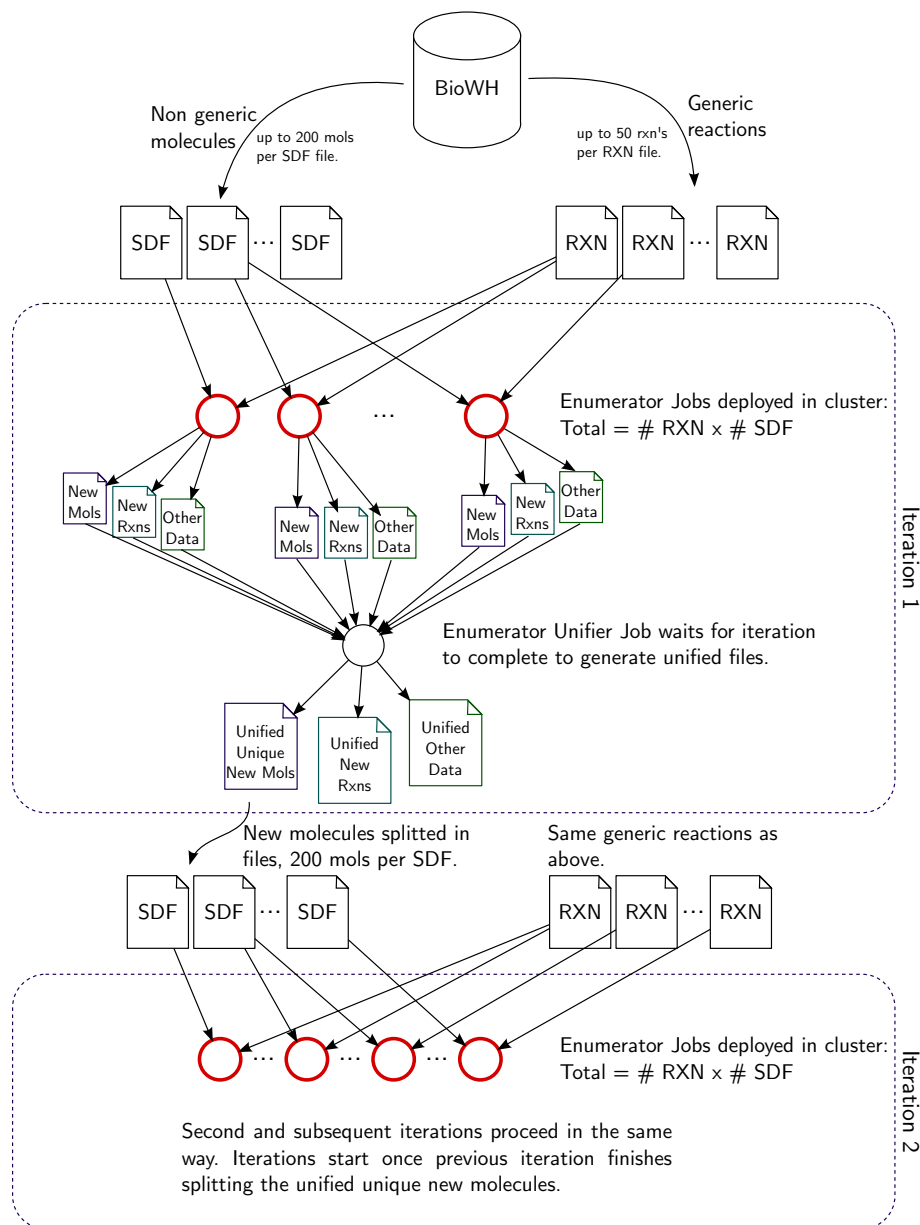 BioWH
Non generic
molecules
up to 200 mols
per SDF file.
Generic
reactions
up to 50 rxn's
per RXN file.
SDF
SDF
...
SDF
RXN
RXN
...
RXN
...
Enumerator Jobs deployed in cluster:
Total = # RXN x # SDF
New
Mols
New
Rxns
Other
Data
New
Mols
New
Rxns
Other
Data
New
Mols
New
Rxns
Other
Data
Iteration 1
Enumerator Unifier Job waits for iteration
to complete to generate unified files.
Unified
Unique
New Mols
Unified
New
Rxns
Unified
Other
Data
New molecules splitted in
files, 200 mols per SDF.
Same generic reactions as
above.
SDF
SDF
...
SDF
RXN
RXN
...
RXN
...
...
...
Enumerator Jobs deployed in cluster:
Total = # RXN x # SDF
Iteration 2
Second and subsequent iterations proceed in the same
way. Iterations start once previous iteration finishes
splitting the unified unique new molecules.